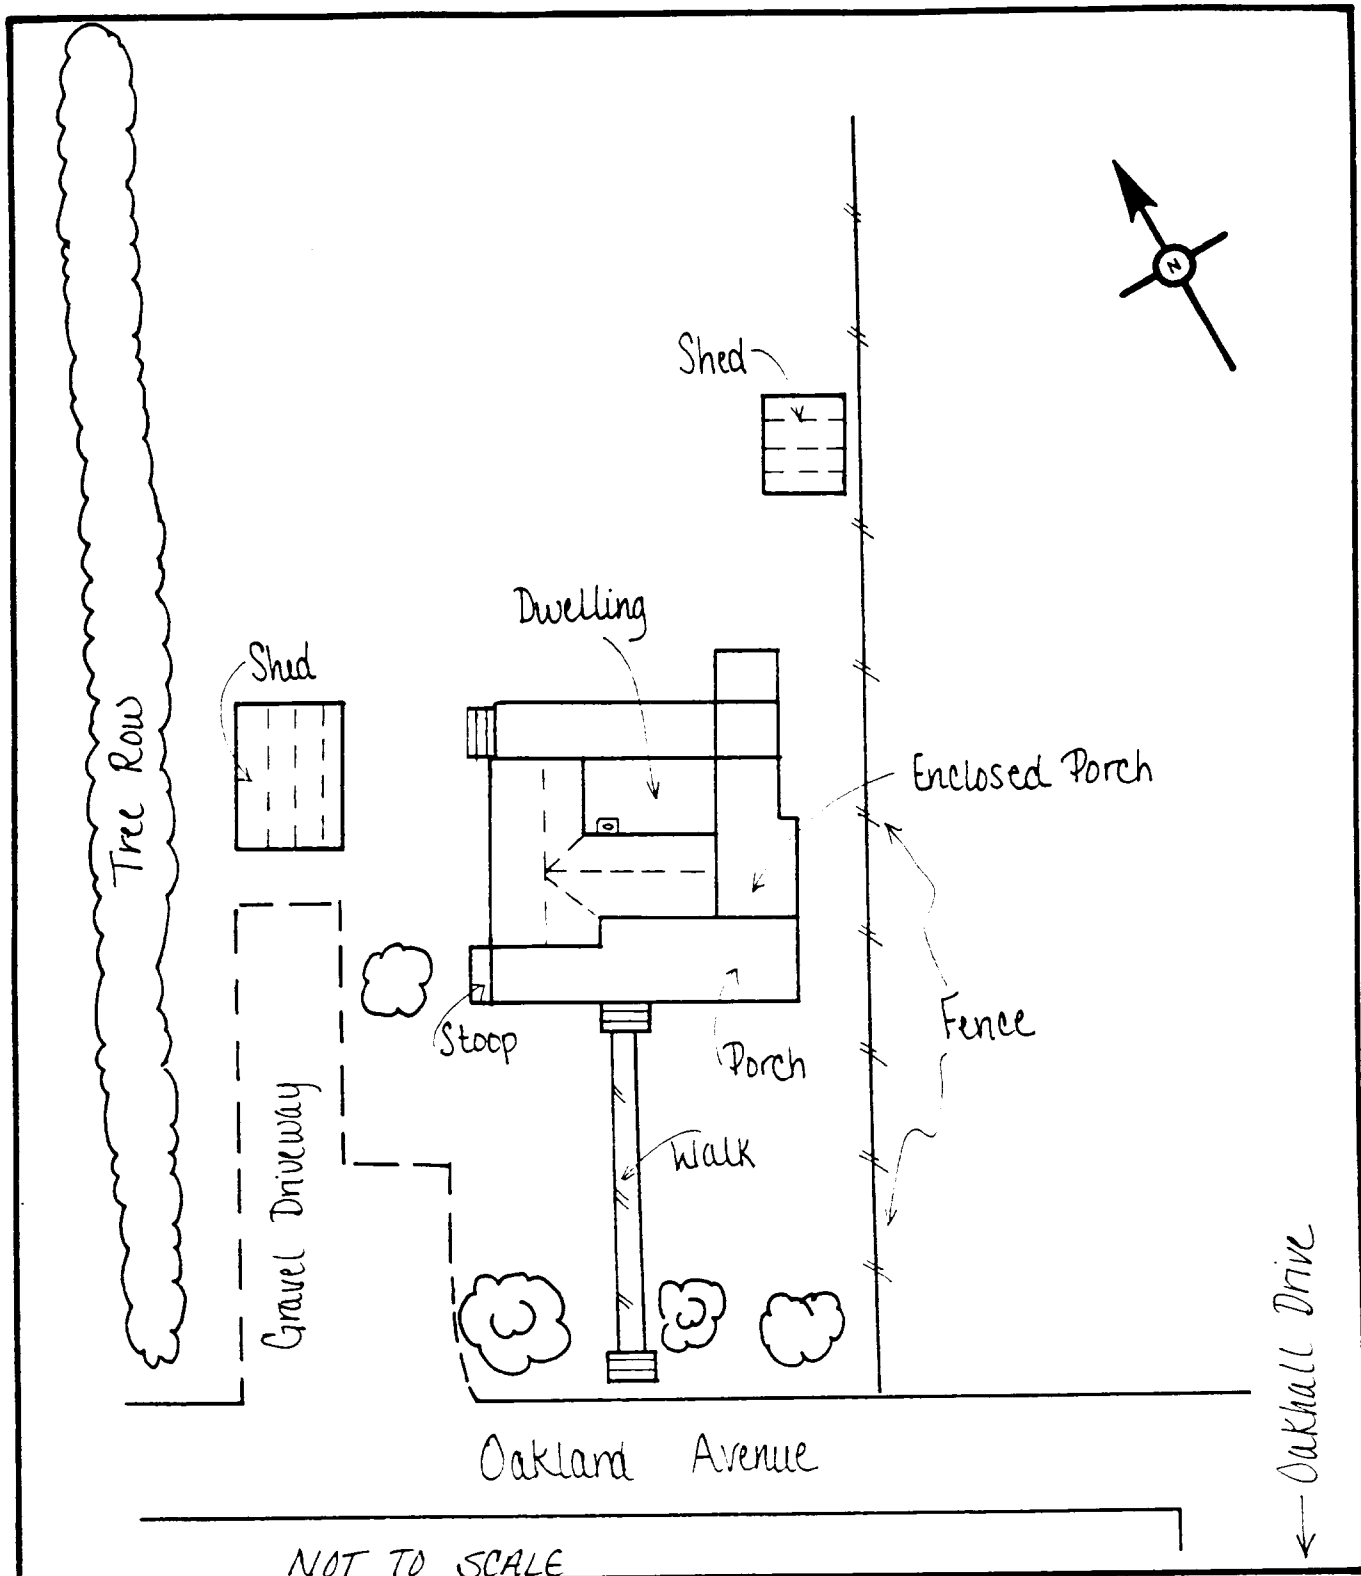 N
Shed
Dwelling
Shed
Tree Row
Enclosed Porch
Fence
Stoop
Porch
Walk
Gravel Driveway
Oakhall Drive
Oakland Avenue
NOT TO SCALE